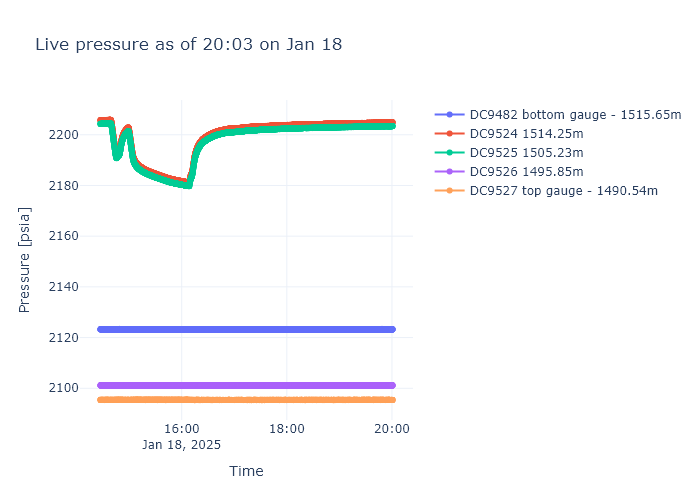 Live pressure as of 20:03 on Jan 18
DC9482 bottom gauge - 1515.65m
DC9524 1514.25m
DC9525 1505.23m
DC9526 1495.85m
DC9527 top gauge - 1490.54m
Pressure [psia]
2200
2180
2160
2140
2120
2100
16:00
Jan 18, 2025
18:00
20:00
Time